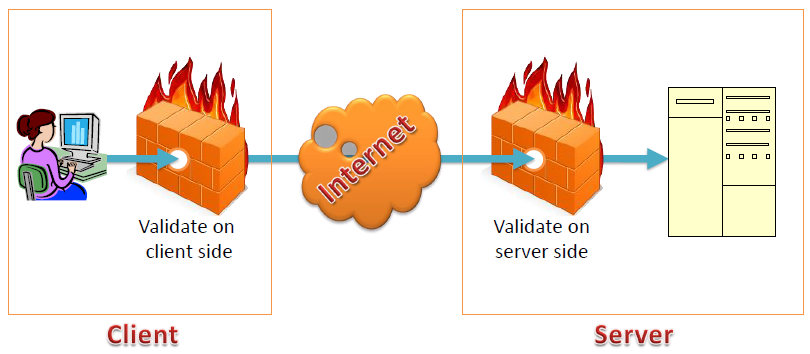 Internet
Validate on
client side
Validate on
server side
Client
Server